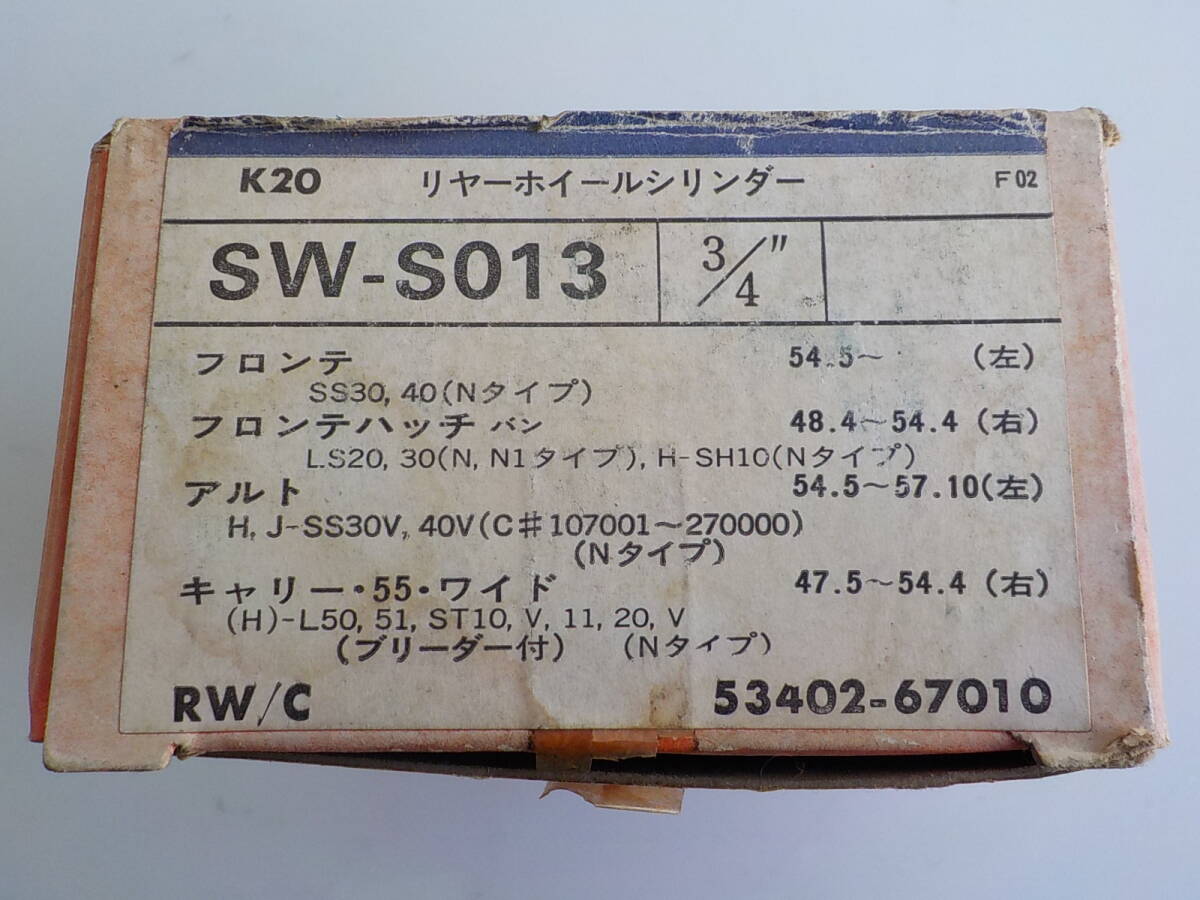 K20 リヤーホイールシリンダー F02
SW-S013 3/4"
フロンテ 54.5～ (左)
SS30, 40(Nタイプ)
フロンテハッチ バン 48.4～54.4 (右)
LS20, 30(N, N1タイプ), H-SH10(Nタイプ)
アルト 54.5～57.10(左)
H, J-SS30V, 40V(C#107001～270000)
(Nタイプ)
キャリー・55・ワイド 47.5～54.4 (右)
(H)-L50, 51, ST10, V, 11, 20, V
(ブリーダー付) (Nタイプ)
RW/C 53402-67010